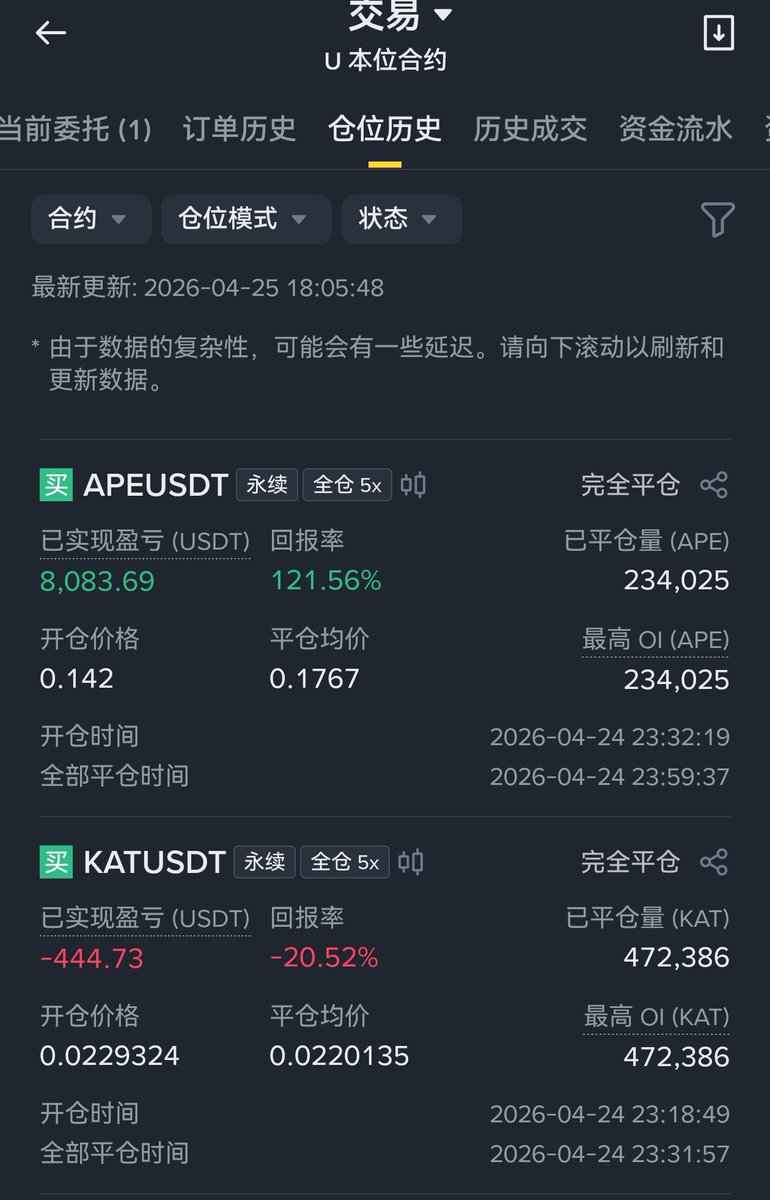 交易
U 本位合约
当前委托 (1) 订单历史 仓位历史 历史成交 资金流水
合约 仓位模式 状态
最新更新: 2026-04-25 18:05:48
* 由于数据的复杂性，可能会有一些延迟。请向下滚动以刷新和
更新数据。
买 APEUSDT 永续 全仓 5x 完全平仓
已实现盈亏 (USDT) 回报率 已平仓量 (APE)
8,083.69 121.56% 234,025
开仓价格 平仓均价 最高 OI (APE)
0.142 0.1767 234,025
开仓时间 2026-04-24 23:32:19
全部平仓时间 2026-04-24 23:59:37
买 KATUSDT 永续 全仓 5x 完全平仓
已实现盈亏 (USDT) 回报率 已平仓量 (KAT)
-444.73 -20.52% 472,386
开仓价格 平仓均价 最高 OI (KAT)
0.0229324 0.0220135 472,386
开仓时间 2026-04-24 23:18:49
全部平仓时间 2026-04-24 23:31:57